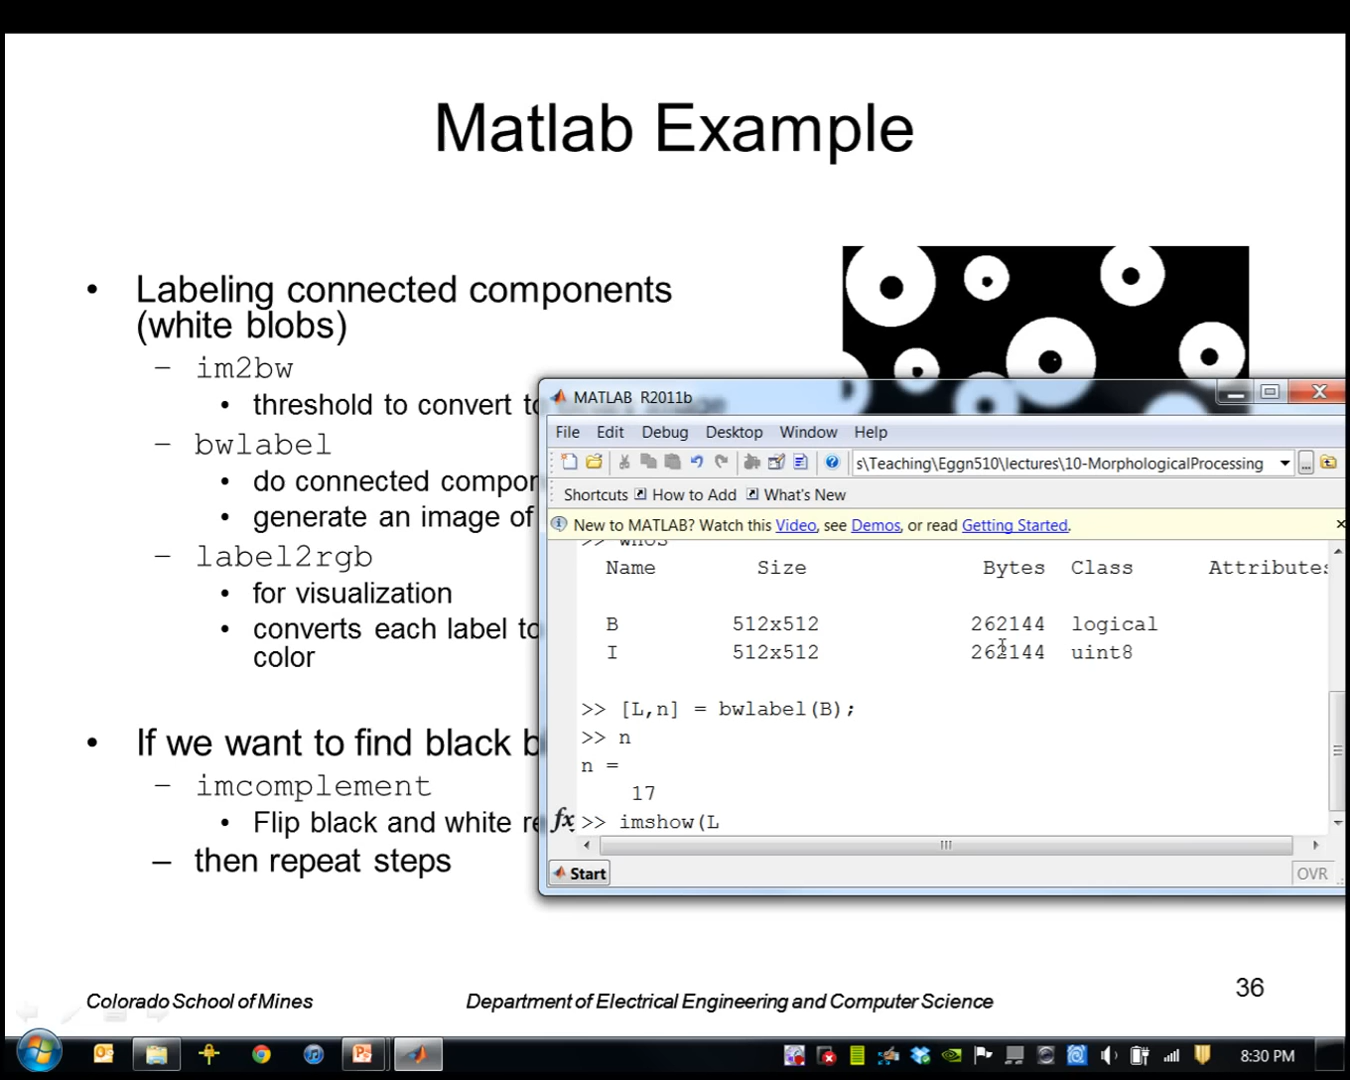 Matlab Example
• Labeling connected components
(white blobs)
– im2bw
• threshold to convert to
– bwlabel
• do connected compon
• generate an image of
– label2rgb
• for visualization
• converts each label to
color
• If we want to find black b
– imcomplement
• Flip black and white re
– then repeat steps
MATLAB R2011b
File Edit Debug Desktop Window Help
s\Teaching\Eggn510\lectures\10-MorphologicalProcessing
Shortcuts How to Add What's New
New to MATLAB? Watch this Video, see Demos, or read Getting Started.
>> whos
Name Size Bytes Class Attributes
B 512x512 262144 logical
I 512x512 262144 uint8
>> [L,n] = bwlabel(B);
>> n
n =
17
fx >> imshow(L
Start OVR
Colorado School of Mines Department of Electrical Engineering and Computer Science 36
8:30 PM